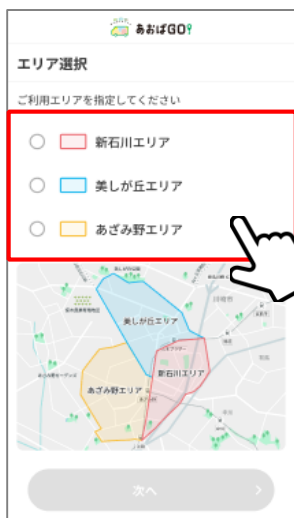 あおばGO!
エリア選択
ご利用エリアを指定してください
新石川エリア
美しが丘エリア
あざみ野エリア
美しが丘エリア
新石川エリア
あざみ野エリア
次へ